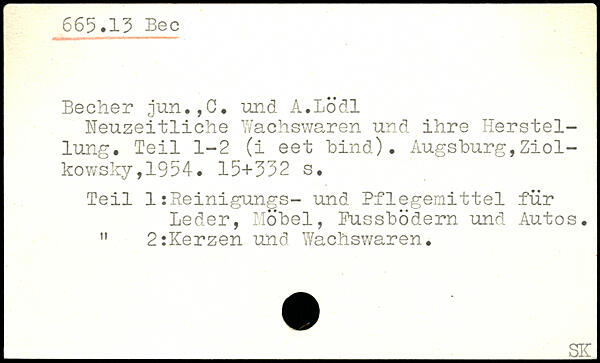 665.13 Bec
Becher jun.,C. und A.Lödl
Neuzeitliche Wachswaren und ihre Herstel-
lung. Teil 1-2 (i eet bind). Augsburg,Ziol-
kowsky,1954. 15+332 s.
Teil 1:Reinigungs- und Pflegemittel für
Leder, Möbel, Fussbödern und Autos.
" 2:Kerzen und Wachswaren.
SK